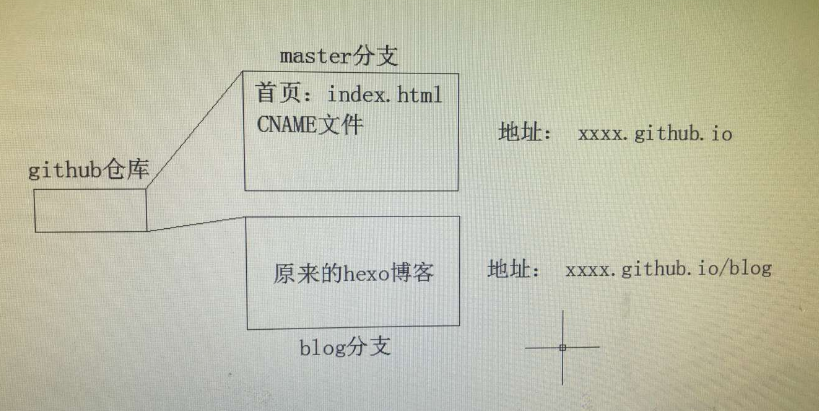 master分支
首页：index.html
CNAME文件
地址： xxxx.github.io
github仓库
原来的hexo博客
地址： xxxx.github.io/blog
blog分支